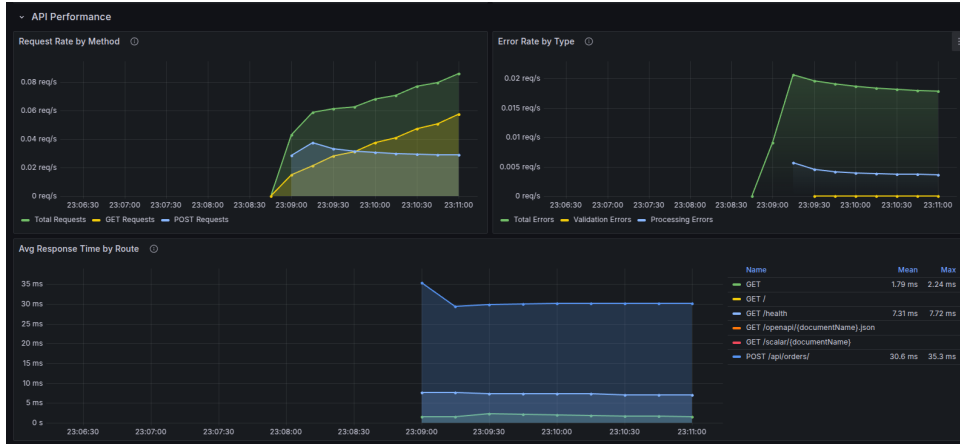 API Performance
Request Rate by Method
0.08 req/s
0.06 req/s
0.04 req/s
0.02 req/s
0 req/s
23:06:30 23:07:00 23:07:30 23:08:00 23:08:30 23:09:00 23:09:30 23:10:00 23:10:30 23:11:00
Total Requests GET Requests POST Requests
Error Rate by Type
0.02 req/s
0.015 req/s
0.01 req/s
0.005 req/s
0 req/s
23:06:30 23:07:00 23:07:30 23:08:00 23:08:30 23:09:00 23:09:30 23:10:00 23:10:30 23:11:00
Total Errors Validation Errors Processing Errors
Avg Response Time by Route
35 ms
30 ms
25 ms
20 ms
15 ms
10 ms
5 ms
0 s
23:06:30 23:07:00 23:07:30 23:08:00 23:08:30 23:09:00 23:09:30 23:10:00 23:10:30 23:11:00
Name Mean Max
GET 1.79 ms 2.24 ms
GET /
GET /health 7.31 ms 7.72 ms
GET /openapi/{documentName}.json
GET /scalar/{documentName}
POST /api/orders/ 30.6 ms 35.3 ms